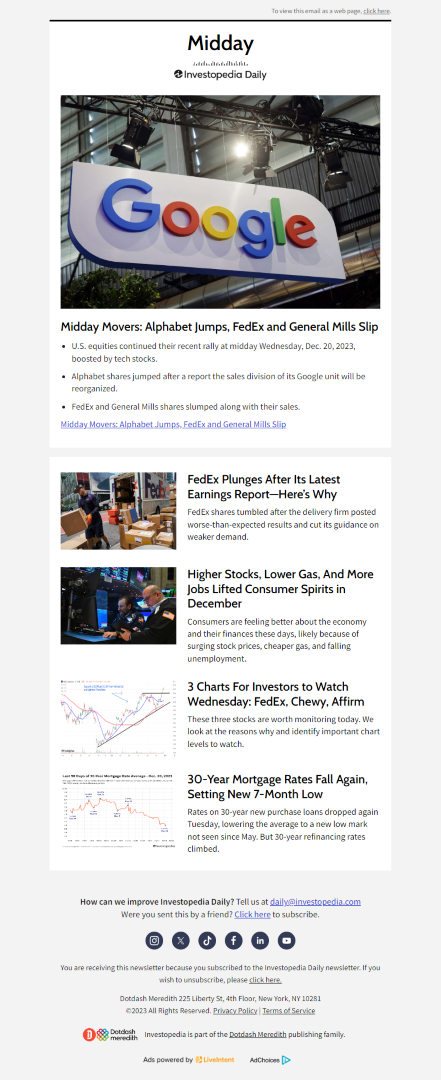 To view this email as a web page, click here.
Midday
Investopedia Daily
Google
Midday Movers: Alphabet Jumps, FedEx and General Mills Slip
• U.S. equities continued their recent rally at midday Wednesday, Dec. 20, 2023,
boosted by tech stocks.
• Alphabet shares jumped after a report the sales division of its Google unit will be
reorganized.
• FedEx and General Mills shares slumped along with their sales.
Midday Movers: Alphabet Jumps, FedEx and General Mills Slip
FedEx Plunges After Its Latest
Earnings Report—Here's Why
FedEx shares tumbled after the delivery firm posted
worse-than-expected results and cut its guidance on
weaker demand.
Higher Stocks, Lower Gas, And More
Jobs Lifted Consumer Spirits in
December
Consumers are feeling better about the economy
and their finances these days, likely because of
surging stock prices, cheaper gas, and falling
unemployment.
3 Charts For Investors to Watch
Wednesday: FedEx, Chewy, Affirm
These three stocks are worth monitoring today. We
look at the reasons why and identify important chart
levels to watch.
Last 90 Days of 30-Year Mortgage Rate Average - Dec. 20, 2023
30-Year Mortgage Rates Fall Again,
Setting New 7-Month Low
Rates on 30-year new purchase loans dropped again
Tuesday, lowering the average to a new low mark
not seen since May. But 30-year refinancing rates
climbed.
How can we improve Investopedia Daily? Tell us at daily@investopedia.com
Were you sent this by a friend? Click here to subscribe.
You are receiving this newsletter because you subscribed to the Investopedia Daily newsletter. If you
wish to unsubscribe, please click here.
Dotdash Meredith 225 Liberty St, 4th Floor, New York, NY 10281
©2023 All Rights Reserved. Privacy Policy | Terms of Service
Dotdash
meredith
Investopedia is part of the Dotdash Meredith publishing family.
Ads powered by LiveIntent
AdChoices